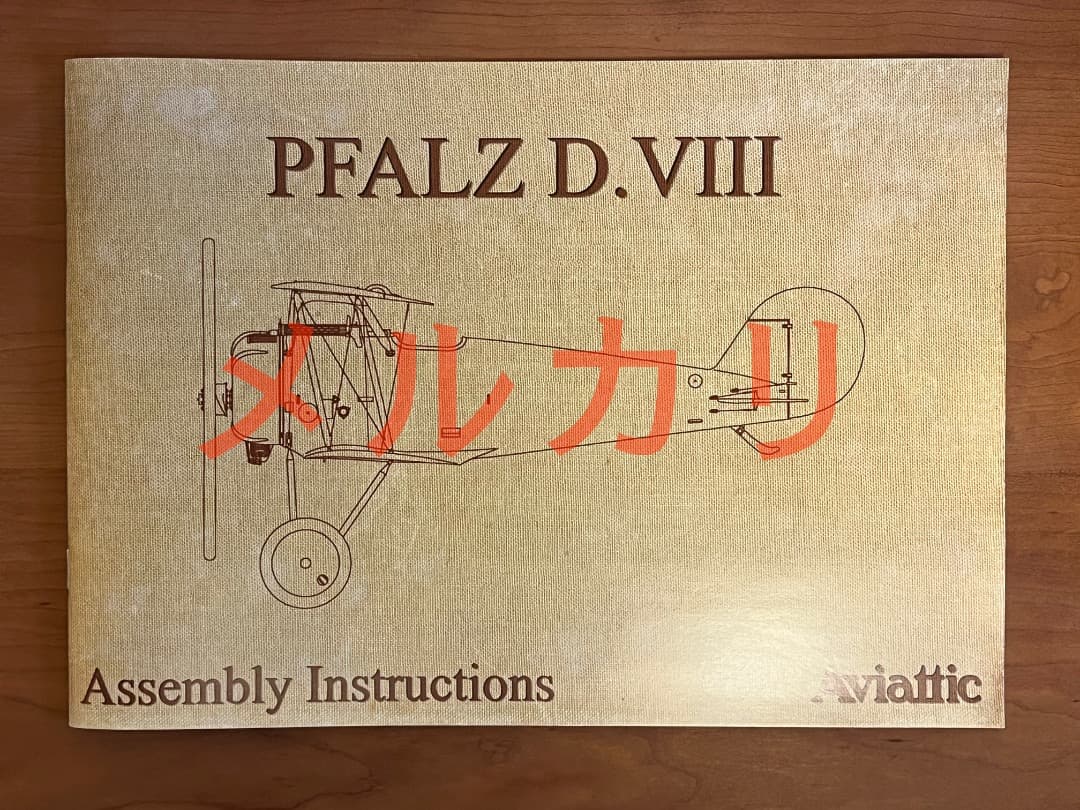 PFALZ D.VIII
メルカリ
Assembly Instructions
Aviattic